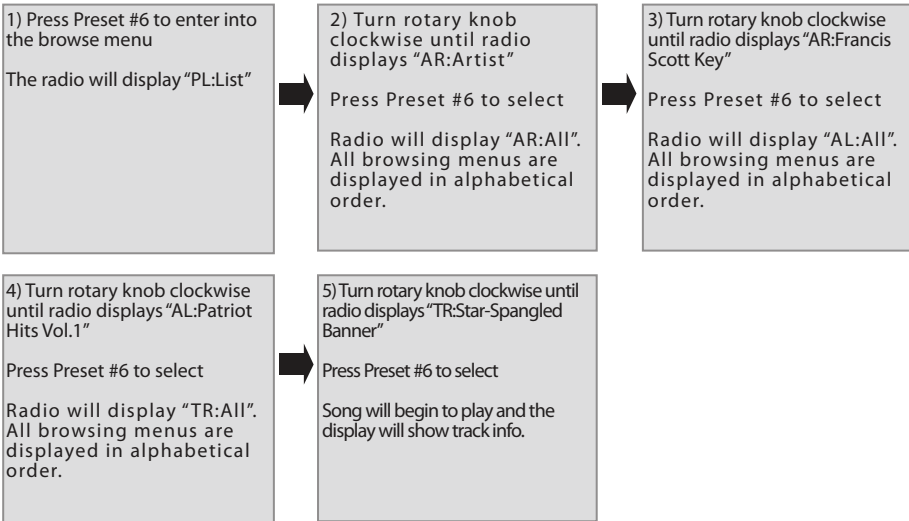 1) Press Preset #6 to enter into
the browse menu
The radio will display “PL:List”
2) Turn rotary knob
clockwise until radio
displays “AR:Artist”
Press Preset #6 to select
Radio will display “AR:All”.
All browsing menus are
displayed in alphabetical
order.
3) Turn rotary knob clockwise
until radio displays “AR:Francis
Scott Key”
Press Preset #6 to select
Radio will display “AL:All”.
All browsing menus are
displayed in alphabetical
order.
4) Turn rotary knob clockwise
until radio displays “AL:Patriot
Hits Vol.1”
Press Preset #6 to select
Radio will display “TR:All”.
All browsing menus are
displayed in alphabetical
order.
5) Turn rotary knob clockwise until
radio displays “TR:Star-Spangled
Banner”
Press Preset #6 to select
Song will begin to play and the
display will show track info.